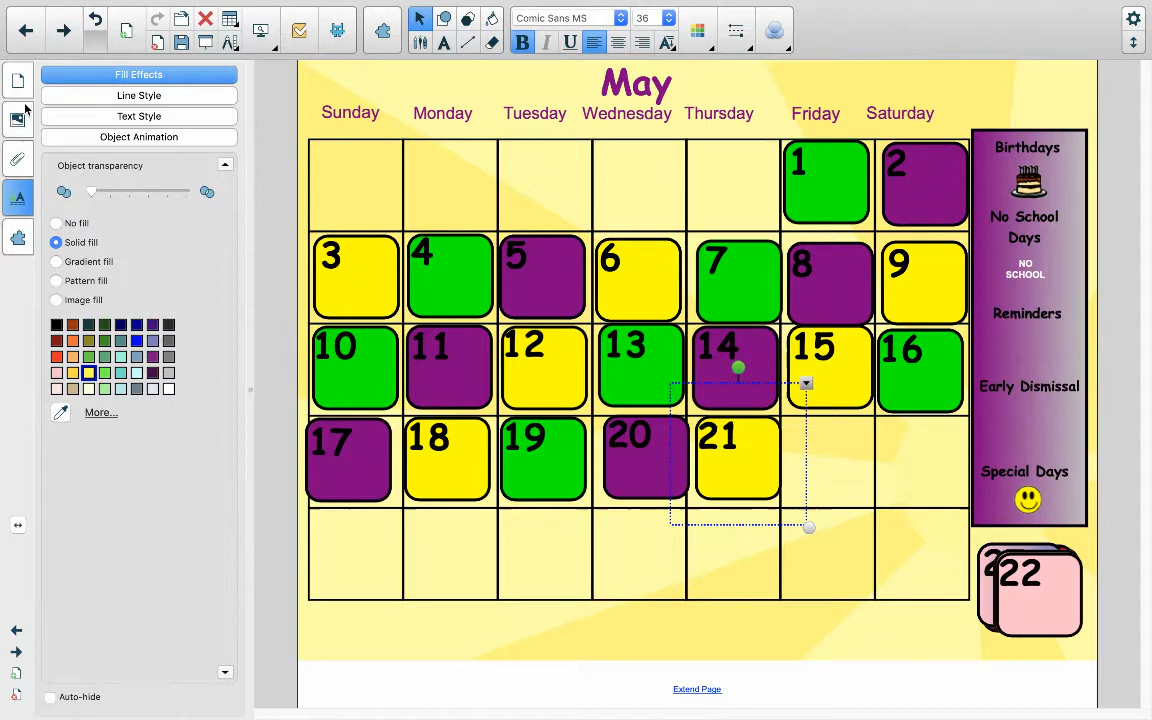 Comic Sans MS 36
Fill Effects
Line Style
Text Style
Object Animation
Object transparency
No fill
Solid fill
Gradient fill
Pattern fill
Image fill
More...
Auto-hide
May
Sunday Monday Tuesday Wednesday Thursday Friday Saturday
1 2
3 4 5 6 7 8 9
10 11 12 13 14 15 16
17 18 19 20 21
Birthdays
No School
Days
NO
SCHOOL
Reminders
Early Dismissal
Special Days
22
Extend Page